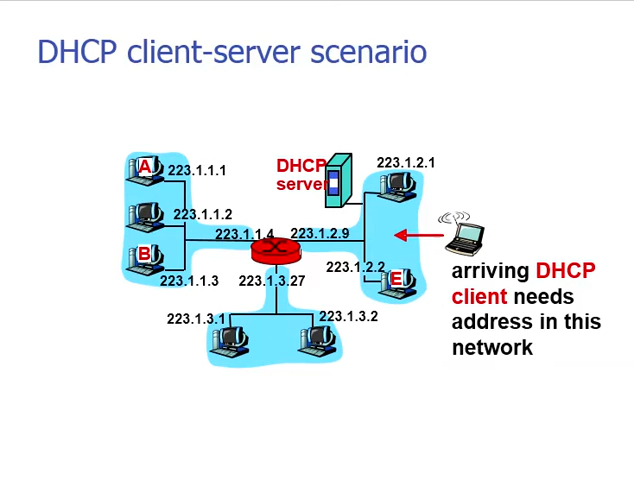 DHCP client-server scenario
A
223.1.1.1
223.1.1.2
B
223.1.1.3
223.1.1.4
223.1.2.9
DHCP
server
223.1.2.1
223.1.2.2
E
223.1.3.27
223.1.3.1
223.1.3.2
arriving DHCP
client needs
address in this
network